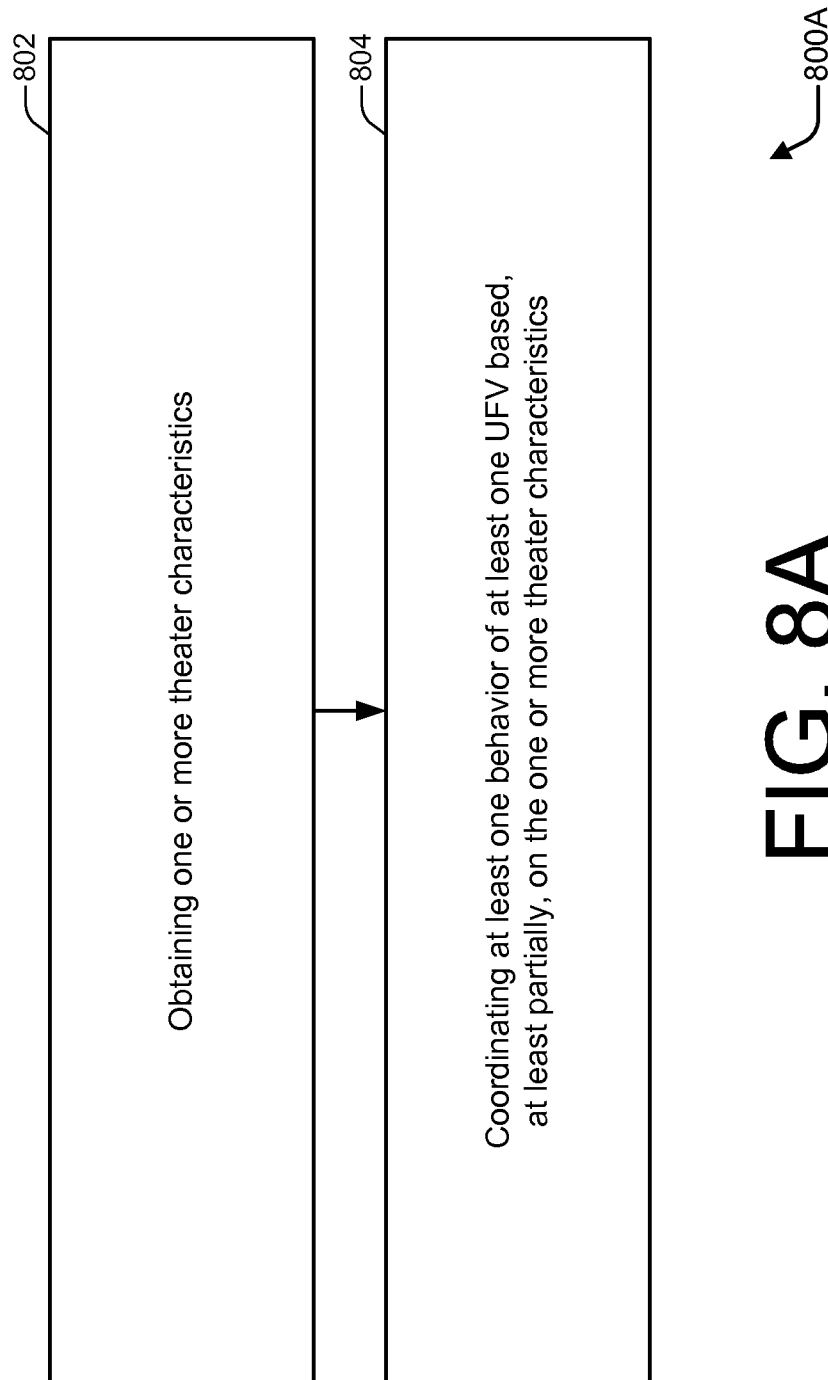 802
Obtaining one or more theater characteristics
804
Coordinating at least one behavior of at least one UFV based,
at least partially, on the one or more theater characteristics
800A
FIG. 8A